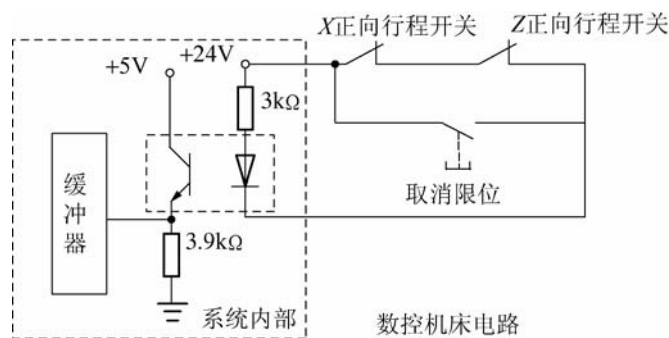 X正向行程开关
Z正向行程开关
+24V
+5V
3kΩ
取消限位
缓冲器
3.9kΩ
系统内部
数控机床电路